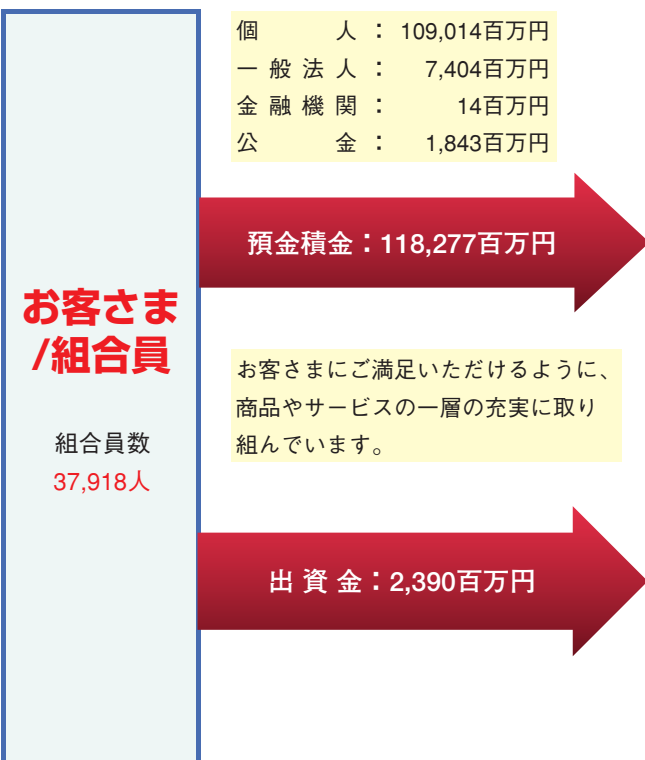 個人：109,014百万円
一般法人：7,404百万円
金融機関：14百万円
公金：1,843百万円
預金積金：118,277百万円
お客さま
/組合員
組合員数
37,918人
お客さまにご満足いただけるように、
商品やサービスの一層の充実に取り
組んでいます。
出資金：2,390百万円